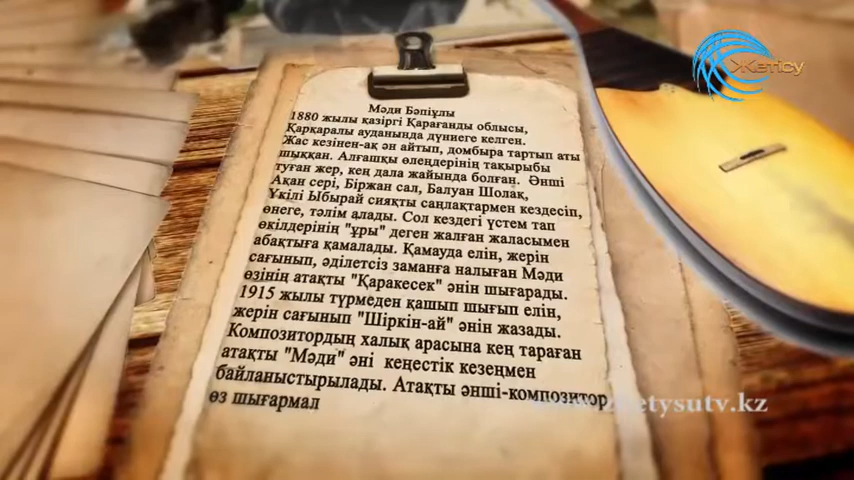 Жетісу
Мәди Бәпіұлы
1880 жылы қазіргі Қарағанды облысы,
Қарқаралы ауданында дүниеге келген.
Жас кезінен-ақ ән айтып, домбыра тартып аты
шыққан. Алғашқы өлеңдерінің тақырыбы
туған жер, кең дала жайында болған. Әнші
Ақан сері, Біржан сал, Балуан Шолақ,
Үкілі Ыбырай сияқты саңлақтармен кездесіп,
өнеге, тәлім алады. Сол кездегі үстем тап
өкілдерінің "ұры" деген жалған жаласымен
абақтыға қамалады. Қамауда елін, жерін
сағынып, әділетсіз заманға налыған Мәди
өзінің атақты "Қаракесек" әнін шығарады.
1915 жылы түрмеден қашып шығып елін,
жерін сағынып "Шіркін-ай" әнін жазады.
Композитордың халық арасына кең тараған
атақты "Мәди" әні кеңестік кезеңмен
байланыстырылады. Атақты әнші-композитор
өз шығармал
www.zhetysutv.kz